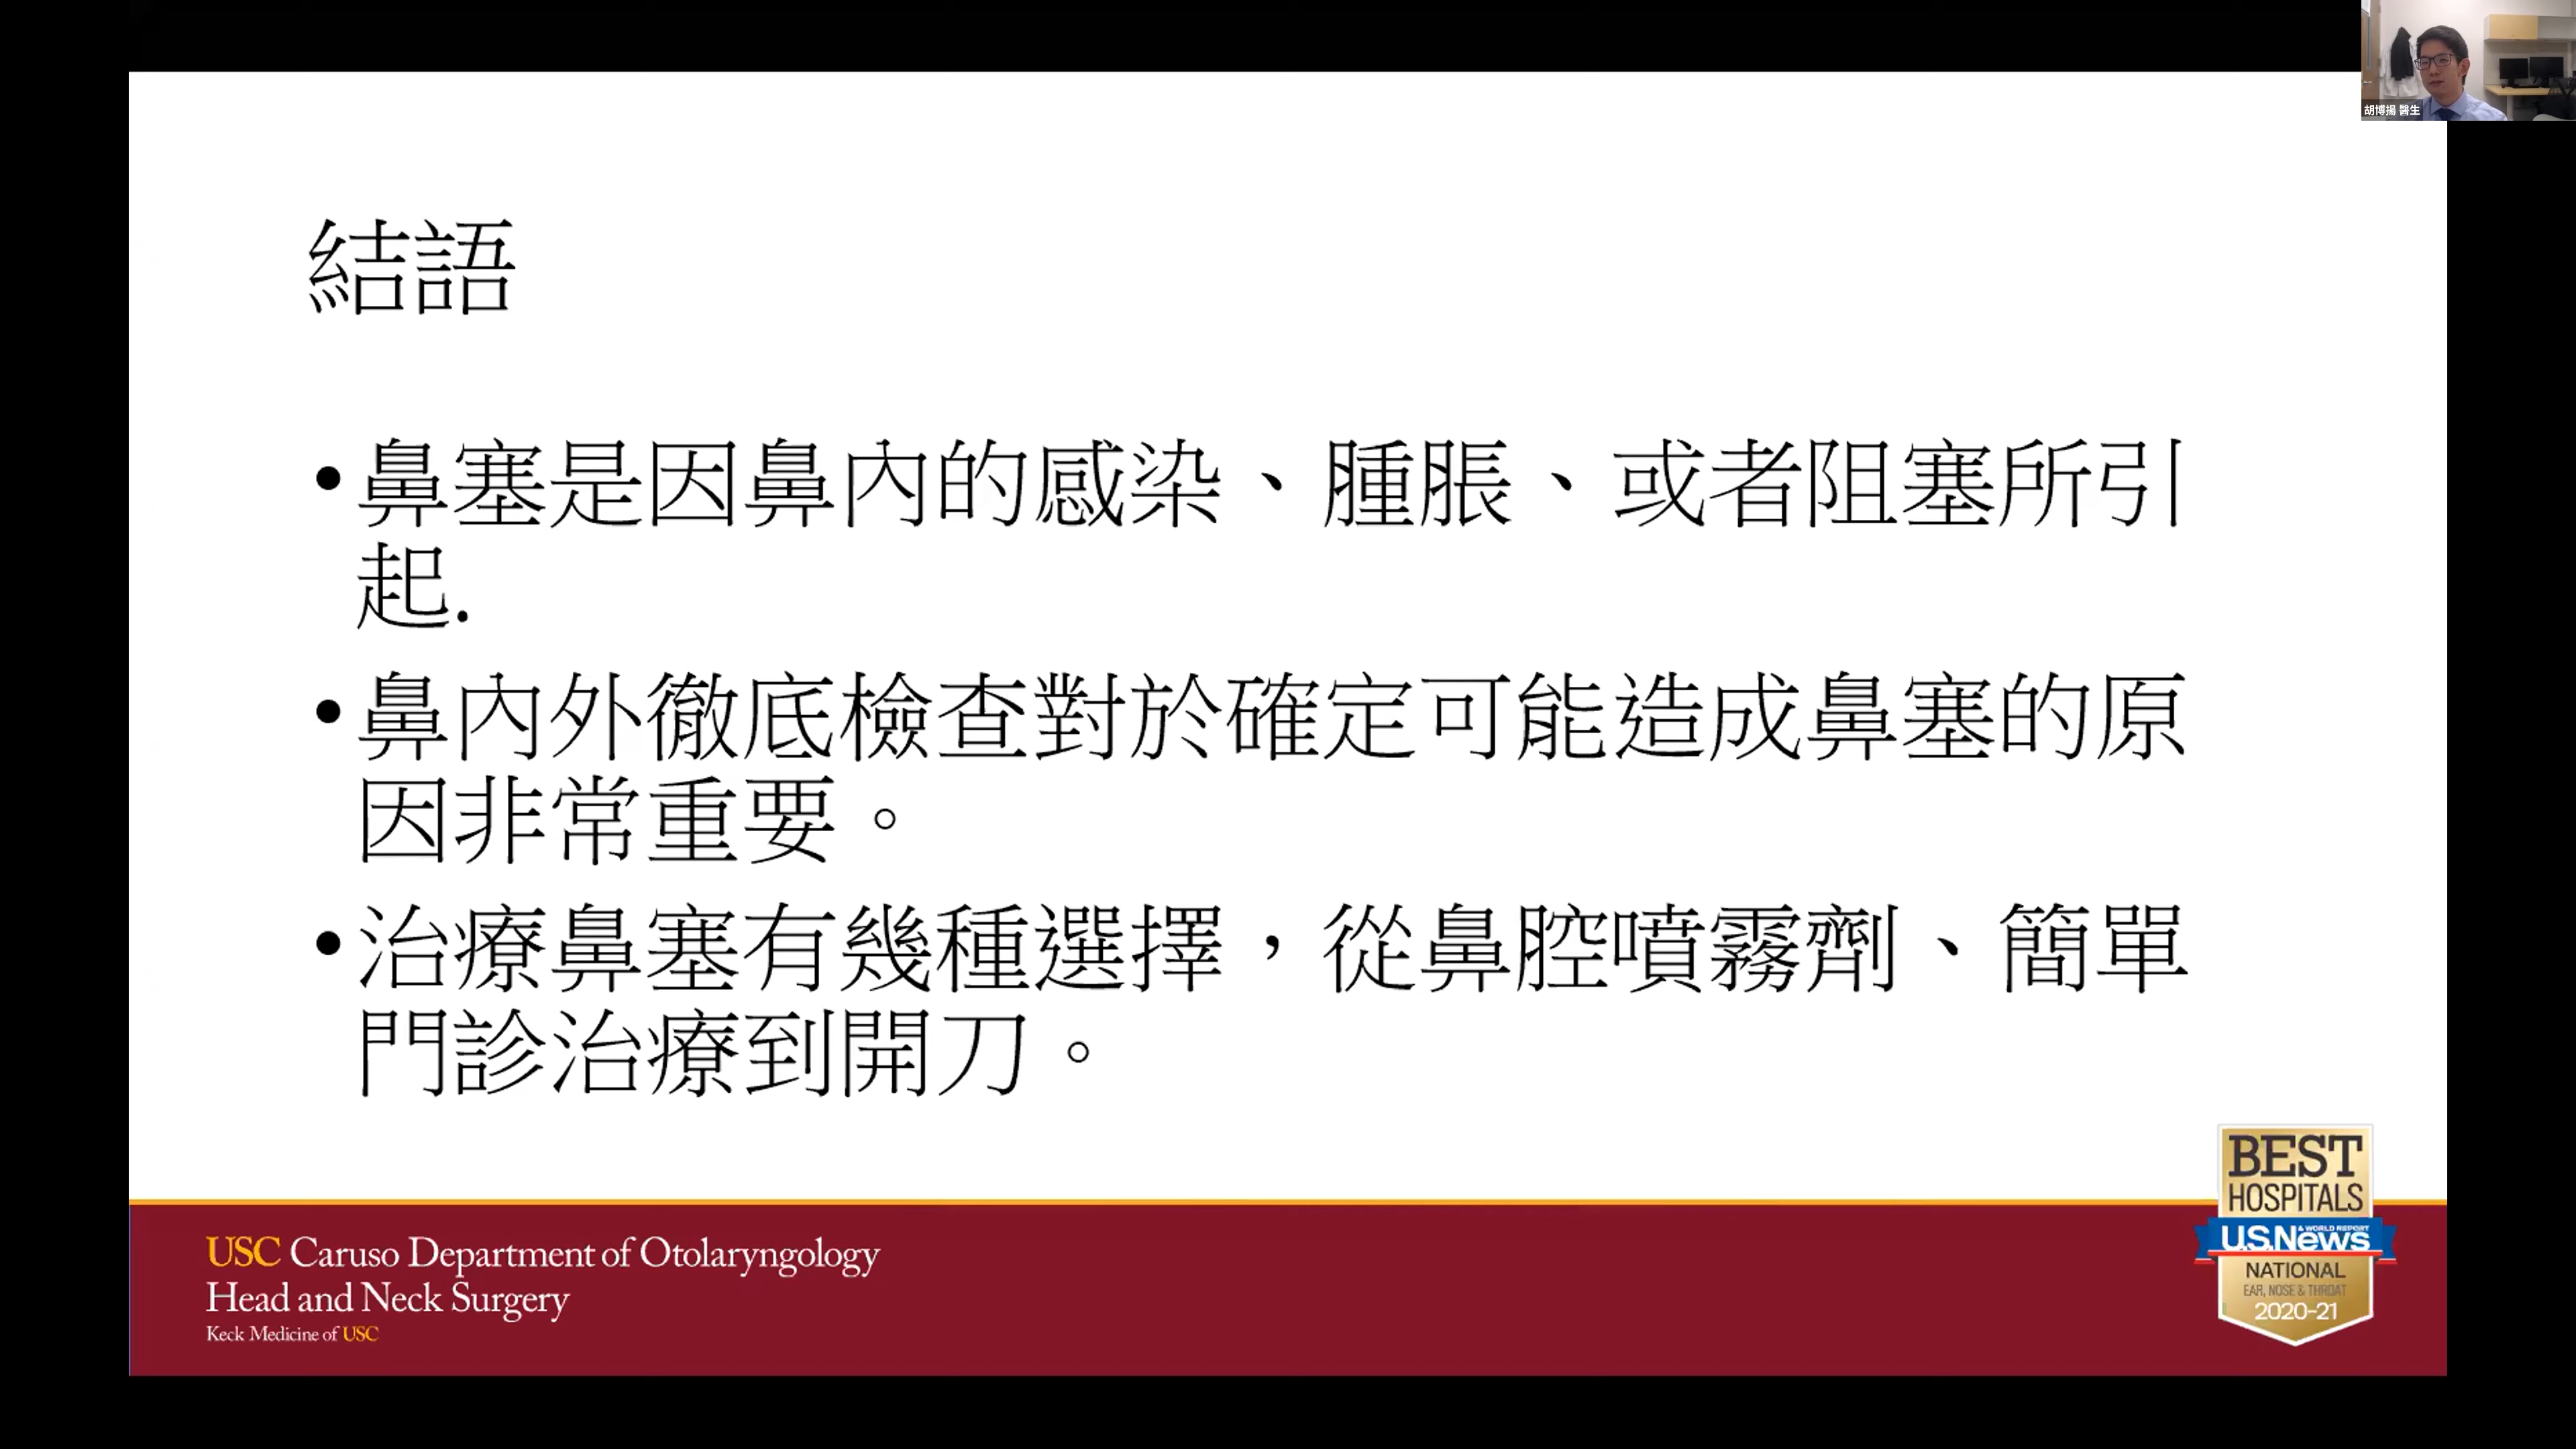 胡博揚 醫生
結語
•鼻塞是因鼻內的感染、腫脹、或者阻塞所引
起.
•鼻內外徹底檢查對於確定可能造成鼻塞的原
因非常重要。
•治療鼻塞有幾種選擇，從鼻腔噴霧劑、簡單
門診治療到開刀。
USC Caruso Department of Otolaryngology
Head and Neck Surgery
Keck Medicine of USC
BEST
HOSPITALS
U.S.News & WORLD REPORT
NATIONAL
EAR, NOSE & THROAT
2020-21